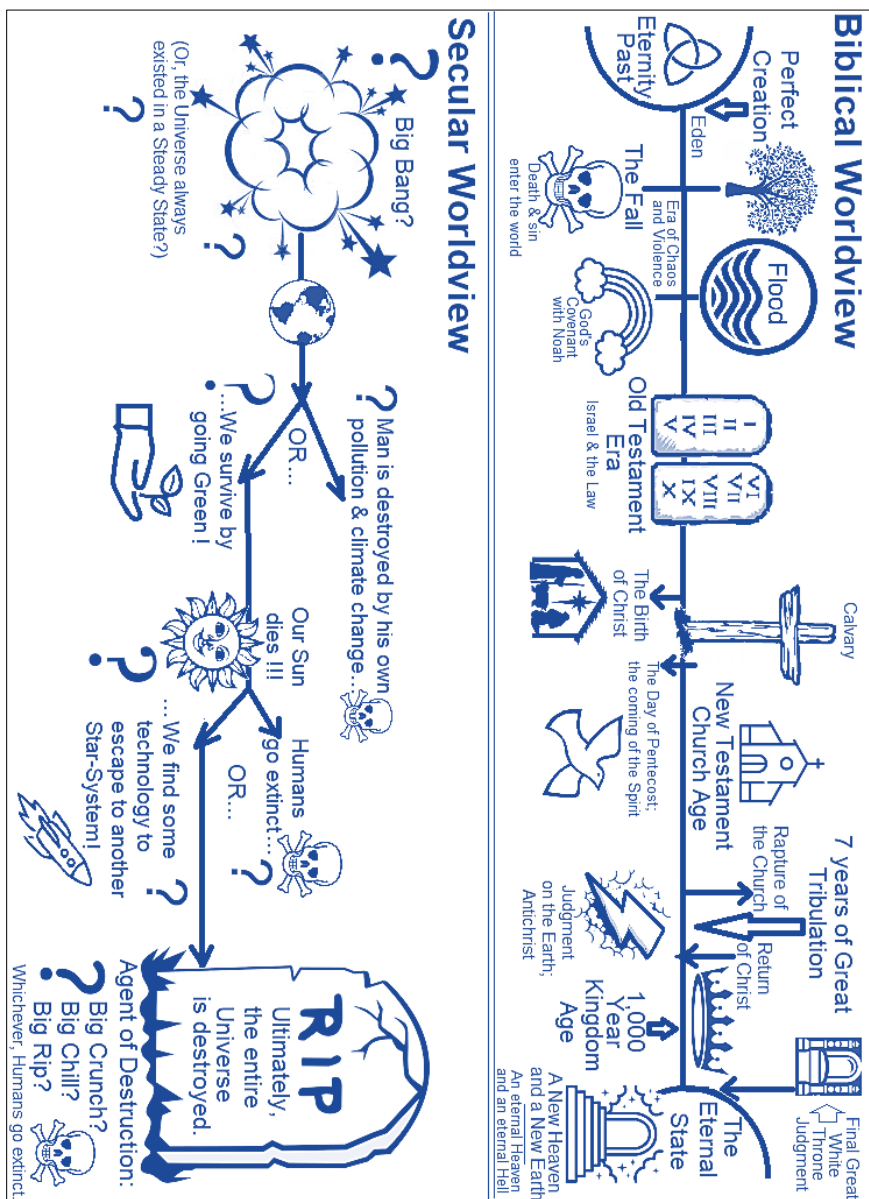 Biblical Worldview
Eternity
Past
Perfect
Creation
Eden
The Fall
Death & sin
enter the world
Era of Chaos
and Violence
Flood
God's
Covenant
with Noah
I
II
III
IV
V
VI
VII
VIII
IX
X
Old Testament
Era
Israel & the Law
The Birth
of Christ
Calvary
The Day of Pentecost;
the coming of the Spirit
New Testament
Church Age
7 years of Great
Tribulation
Rapture of
the Church
Return
of Christ
Judgment
on the Earth;
Antichrist
1,000
Year
Kingdom
Age
Final Great
White
Throne
Judgment
The
Eternal
State
A New Heaven
and a New Earth
An eternal Heaven
and an eternal Hell
Secular Worldview
?
Big Bang?
?
(Or, the Universe always
existed in a Steady State?)
?
? Man is destroyed by his own
pollution & climate change...
OR...
?
...We survive by
going Green!
Our Sun
dies !!!
?
Humans
go extinct...
?
OR...
... We find some
technology to
escape to another
Star-System!
?
RIP
Ultimately,
the entire
Universe
is destroyed.
Agent of Destruction:
?
Big Crunch?
Big Chill?
Big Rip?
Whichever, Humans go extinct.